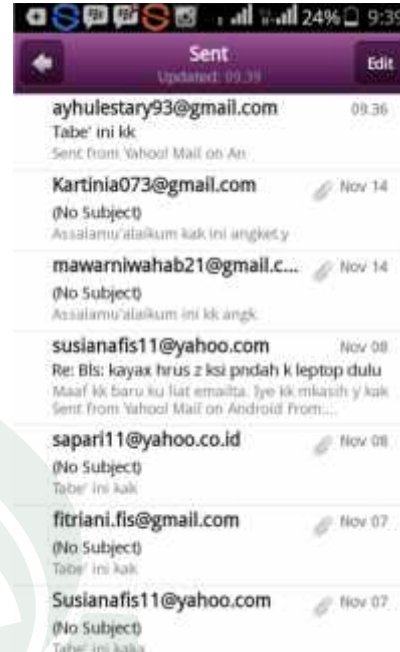 24% 9:39
Sent
Updated: 09.39
Edit
ayhulestary93@gmail.com 09.36
Tabe' ini kk
Sent from Yahoo! Mail on An
Kartinia073@gmail.com Nov 14
(No Subject)
Assalamu'alaikum kak ini angket.y
mawarniwahab21@gmail.c... Nov 14
(No Subject)
Assalamu'alaikum ini kk angk
susianafis11@yahoo.com Nov 08
Re: Bls: kayax hrus z ksi pndah k leptop dulu
Maaf kk baru ku liat emailta. Iye kk mkasih y kak
Sent from Yahoo! Mail on Android From:...
sapari11@yahoo.co.id Nov 08
(No Subject)
Tabe' ini kak
fitriani.fis@gmail.com Nov 07
(No Subject)
Tabe' ini kak
Susianafis11@yahoo.com Nov 07
(No Subject)
Tabe' ini kaka